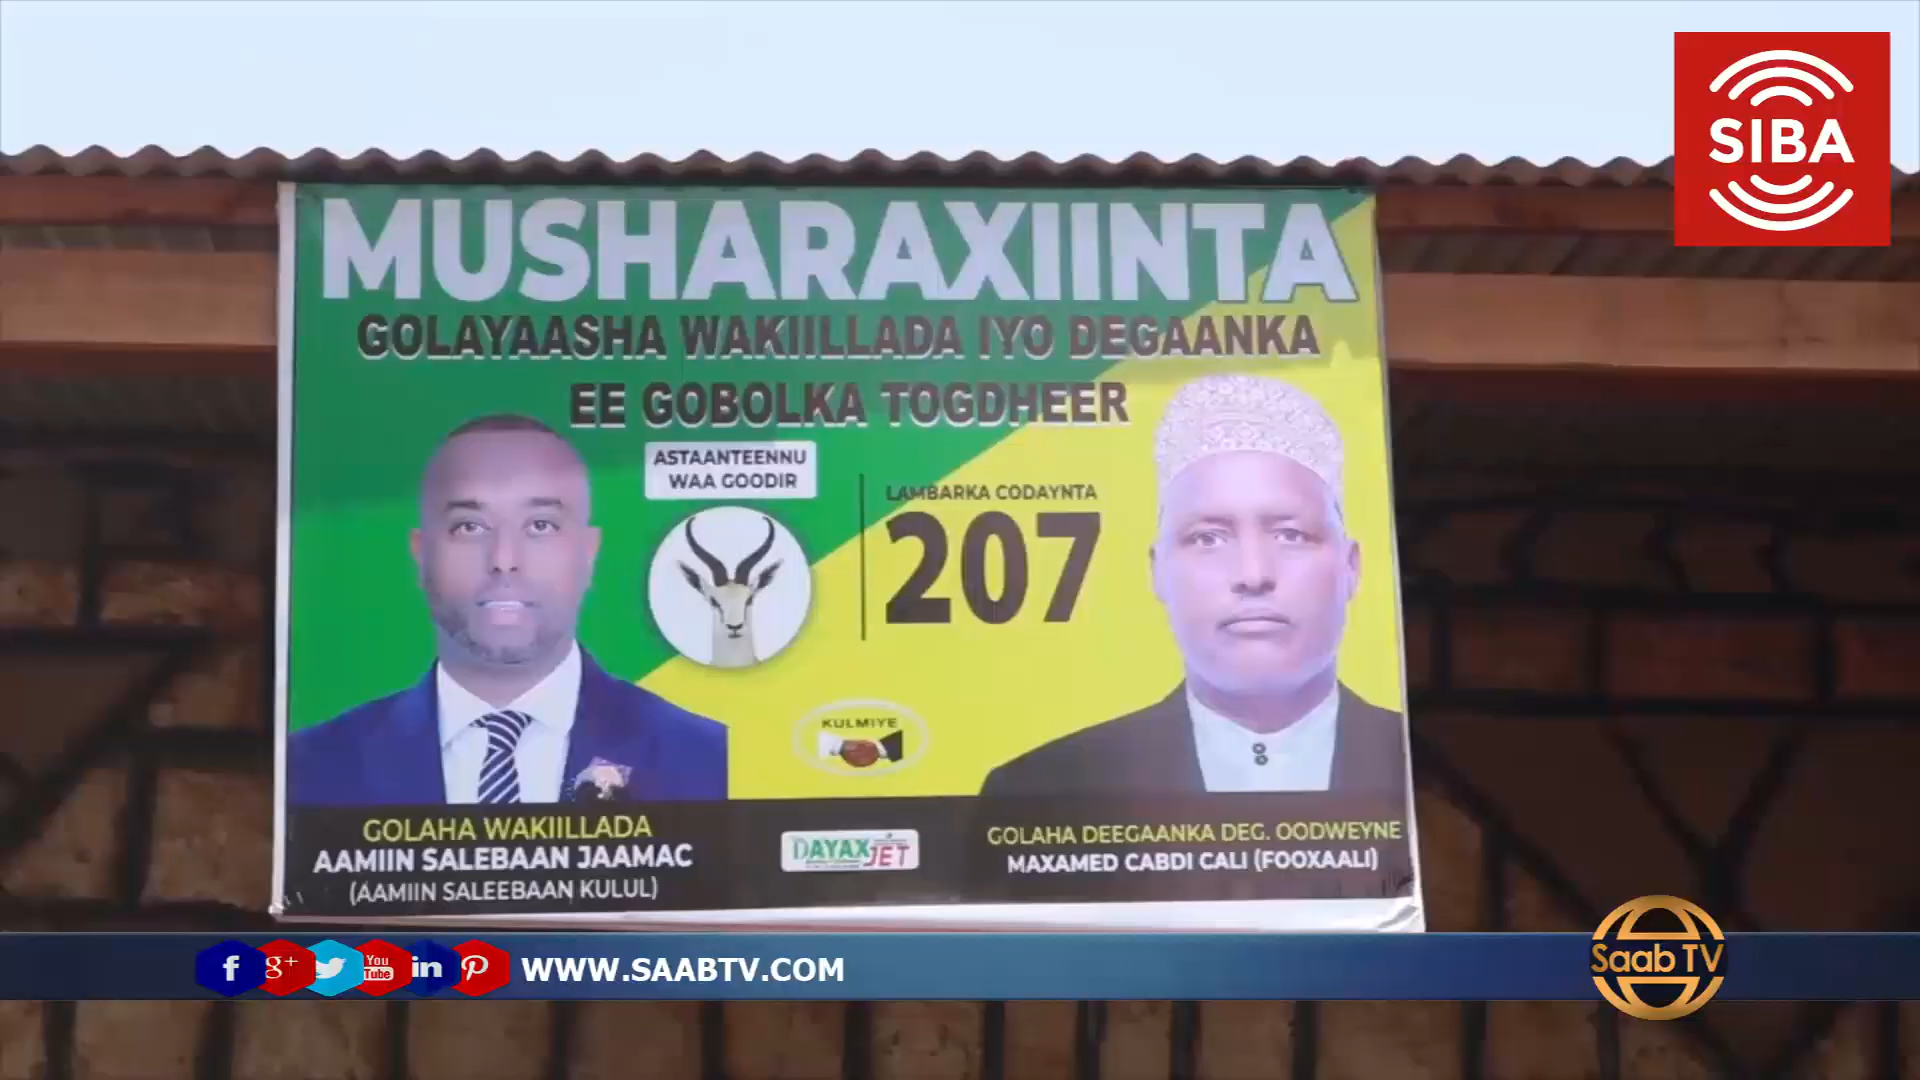 SIBA
MUSHARAXIINTA
GOLAYAASHA WAKIILLADA IYO DEGAANKA
EE GOBOLKA TOGDHEER
ASTAANTEENNU
WAA GOODIR
LAMBARKA CODAYNTA
207
KULMIYE
GOLAHA WAKIILLADA
AAMIIN SALEBAAN JAAMAC
(AAMIIN SALEEBAAN KULUL)
DAYAX JET
GOLAHA DEEGAANKA DEG. OODWEYNE
MAXAMED CABDI CALI (FOOXAALI)
f g+ You Tube in P
WWW.SAABTV.COM
Saab TV